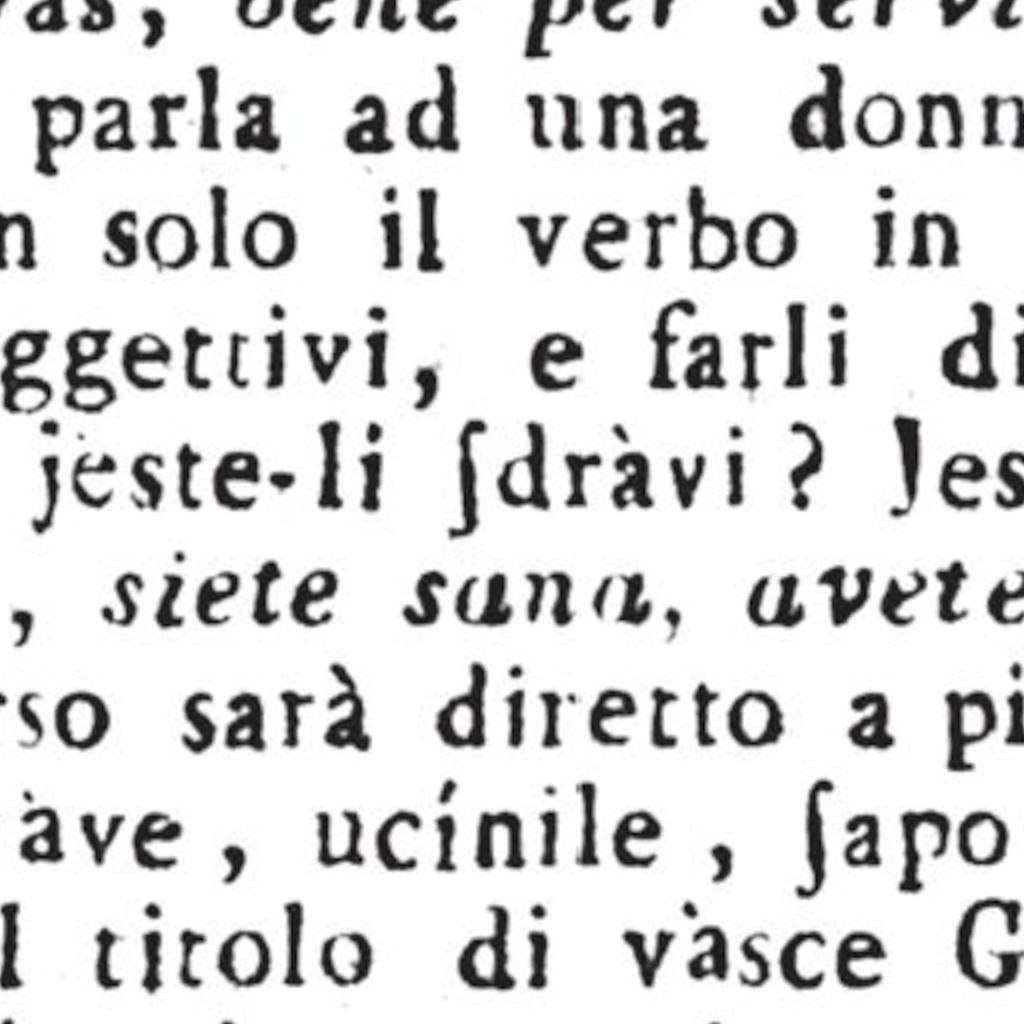 vas, bene per servi
parla ad una donn
n solo il verbo in
ggettivi, e farli di
jeste-li ſdràvi? Jes
, siete sana, avete
rso sarà diretto a pi
àve, ucínile, ſapo
l titolo di vàsce G